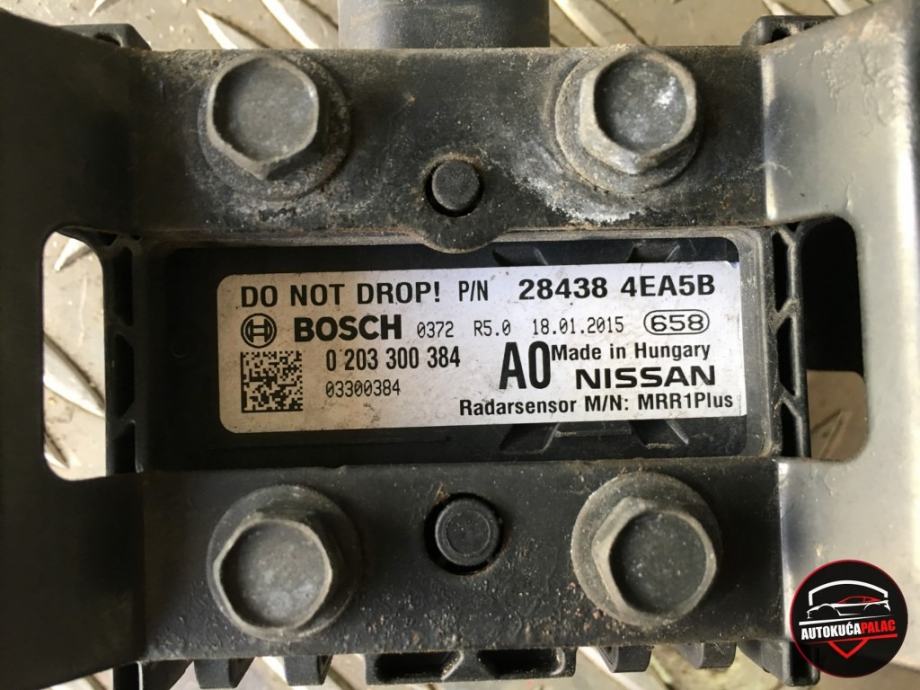 DO NOT DROP! P/N 28438 4EA5B
BOSCH 0372 R5.0 18.01.2015 658
0 203 300 384 A0 Made in Hungary
03300384 NISSAN
Radarsensor M/N: MRR1Plus
AUTOKUĆA PALAC